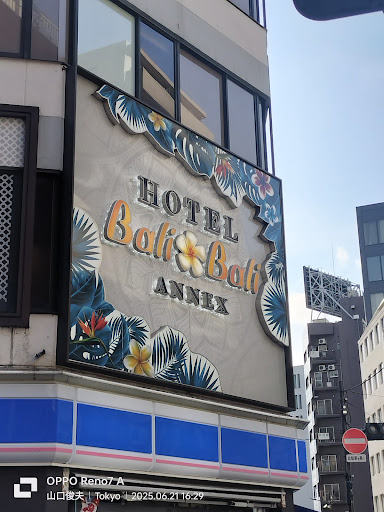 HOTEL
Bali Bali
ANNEX
OPPO Reno7 A
山口俊夫 | Tokyo | 2025.06.21 16:29